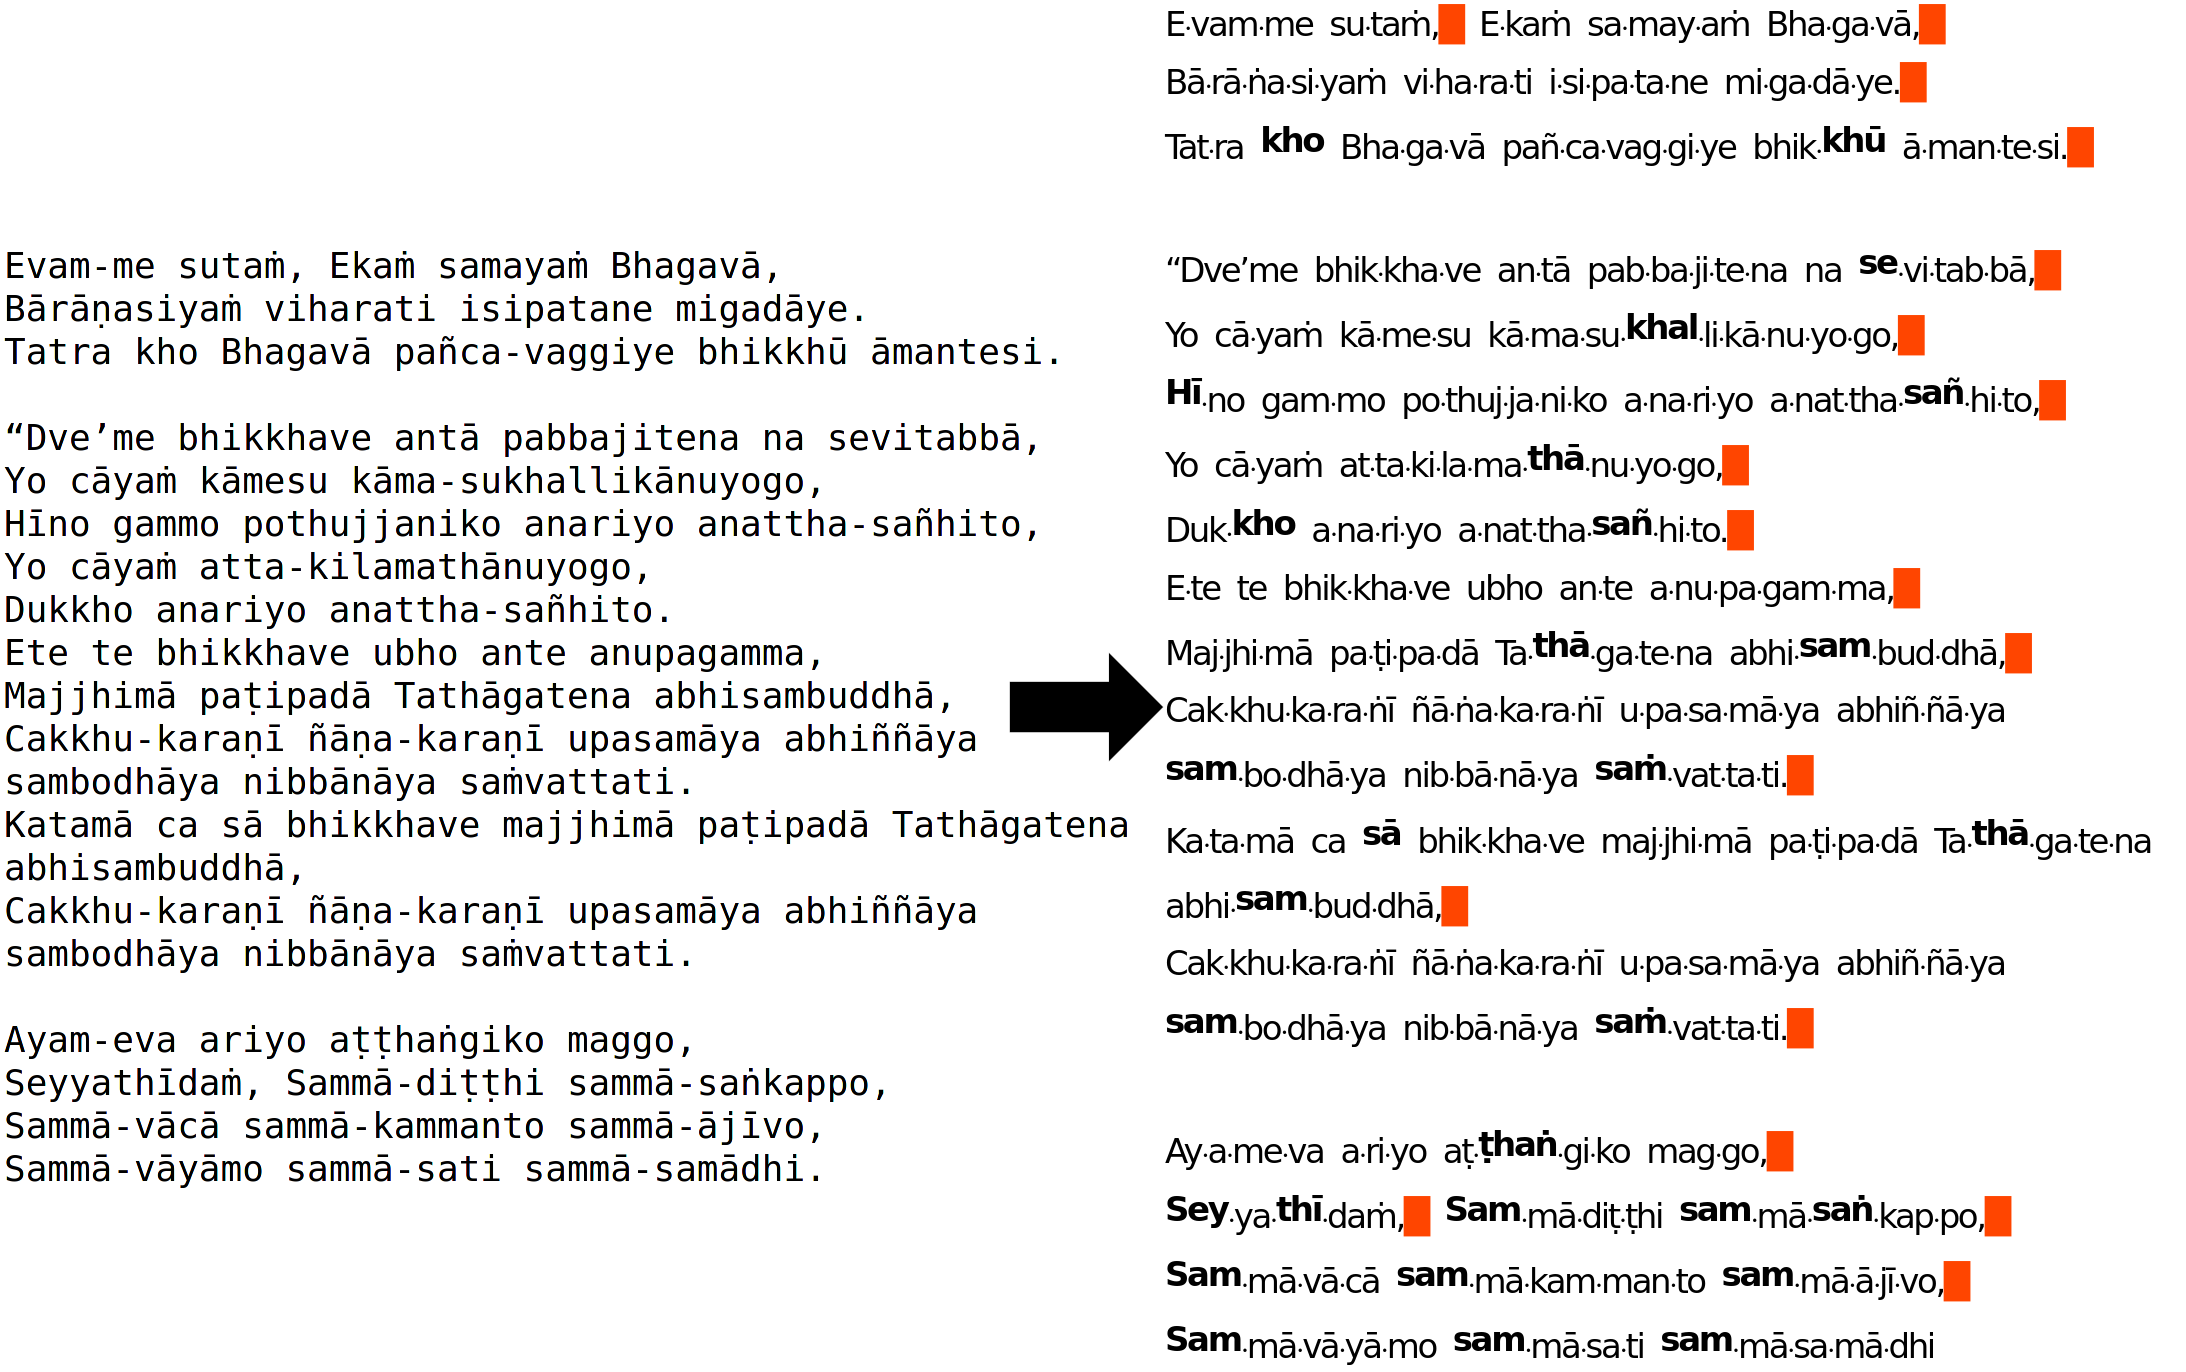 Evam-me sutaṁ, Ekaṁ samayaṁ Bhagavā,
Bārāṇasiyaṁ viharati isipatane migadāye.
Tatra kho Bhagavā pañca-vaggiye bhikkhū āmantesi.
“Dve’me bhikkhave antā pabbajitena na sevitabbā,
Yo cāyaṁ kāmesu kāma-sukhallikānuyogo,
Hīno gammo pothujjaniko anariyo anattha-sañhito,
Yo cāyaṁ atta-kilamathānuyogo,
Dukkho anariyo anattha-sañhito.
Ete te bhikkhave ubho ante anupagamma,
Majjhimā paṭipadā Tathāgatena abhisambuddhā,
Cakkhu-karaṇī ñāṇa-karaṇī upasamāya abhiññāya
sambodhāya nibbānāya saṁvattati.
Katamā ca sā bhikkhave majjhimā paṭipadā Tathāgatena
abhisambuddhā,
Cakkhu-karaṇī ñāṇa-karaṇī upasamāya abhiññāya
sambodhāya nibbānāya saṁvattati.
Ayam-eva ariyo aṭṭhaṅgiko maggo,
Seyyathīdaṁ, Sammā-diṭṭhi sammā-saṅkappo,
Sammā-vācā sammā-kammanto sammā-ājīvo,
Sammā-vāyāmo sammā-sati sammā-samādhi.
E·vam·me su·taṁ, E·kaṁ sa·may·aṁ Bha·ga·vā,
Bā·rā·ṅa·si·yaṁ vi·ha·ra·ti i·si·pa·ta·ne mi·ga·dā·ye.
Tat·ra kho Bha·ga·vā pañ·ca·vag·gi·ye bhik·khū ā·man·te·si.
“Dve’me bhik·kha·ve an·tā pab·ba·ji·te·na na se·vi·tab·bā,
Yo cā·yaṁ kā·me·su kā·ma·su·khal·li·kā·nu·yo·go,
Hī·no gam·mo po·thuj·ja·ni·ko a·na·ri·yo a·nat·tha·sañ·hi·to,
Yo cā·yaṁ at·ta·ki·la·ma·thā·nu·yo·go,
Duk·kho a·na·ri·yo a·nat·tha·sañ·hi·to.
E·te te bhik·kha·ve ubho an·te a·nu·pa·gam·ma,
Maj·jhi·mā pa·ṭi·pa·dā Ta·thā·ga·te·na abhi·sam·bud·dhā,
Cak·khu·ka·ra·ṅī ñā·ṅa·ka·ra·ṅī u·pa·sa·mā·ya abhiñ·ñā·ya
sam·bo·dhā·ya nib·bā·nā·ya saṁ·vat·ta·ti.
Ka·ta·mā ca sā bhik·kha·ve maj·jhi·mā pa·ṭi·pa·dā Ta·thā·ga·te·na
abhi·sam·bud·dhā,
Cak·khu·ka·ra·ṅī ñā·ṅa·ka·ra·ṅī u·pa·sa·mā·ya abhiñ·ñā·ya
sam·bo·dhā·ya nib·bā·nā·ya saṁ·vat·ta·ti.
Ay·a·me·va a·ri·yo aṭ·ṭhaṅ·gi·ko mag·go,
Sey·ya·thī·daṁ, Sam·mā·diṭ·ṭhi sam·mā·saṅ·kap·po,
Sam·mā·vā·cā sam·mā·kam·man·to sam·mā·ā·jī·vo,
Sam·mā·vā·yā·mo sam·mā·sa·ti sam·mā·sa·mā·dhi